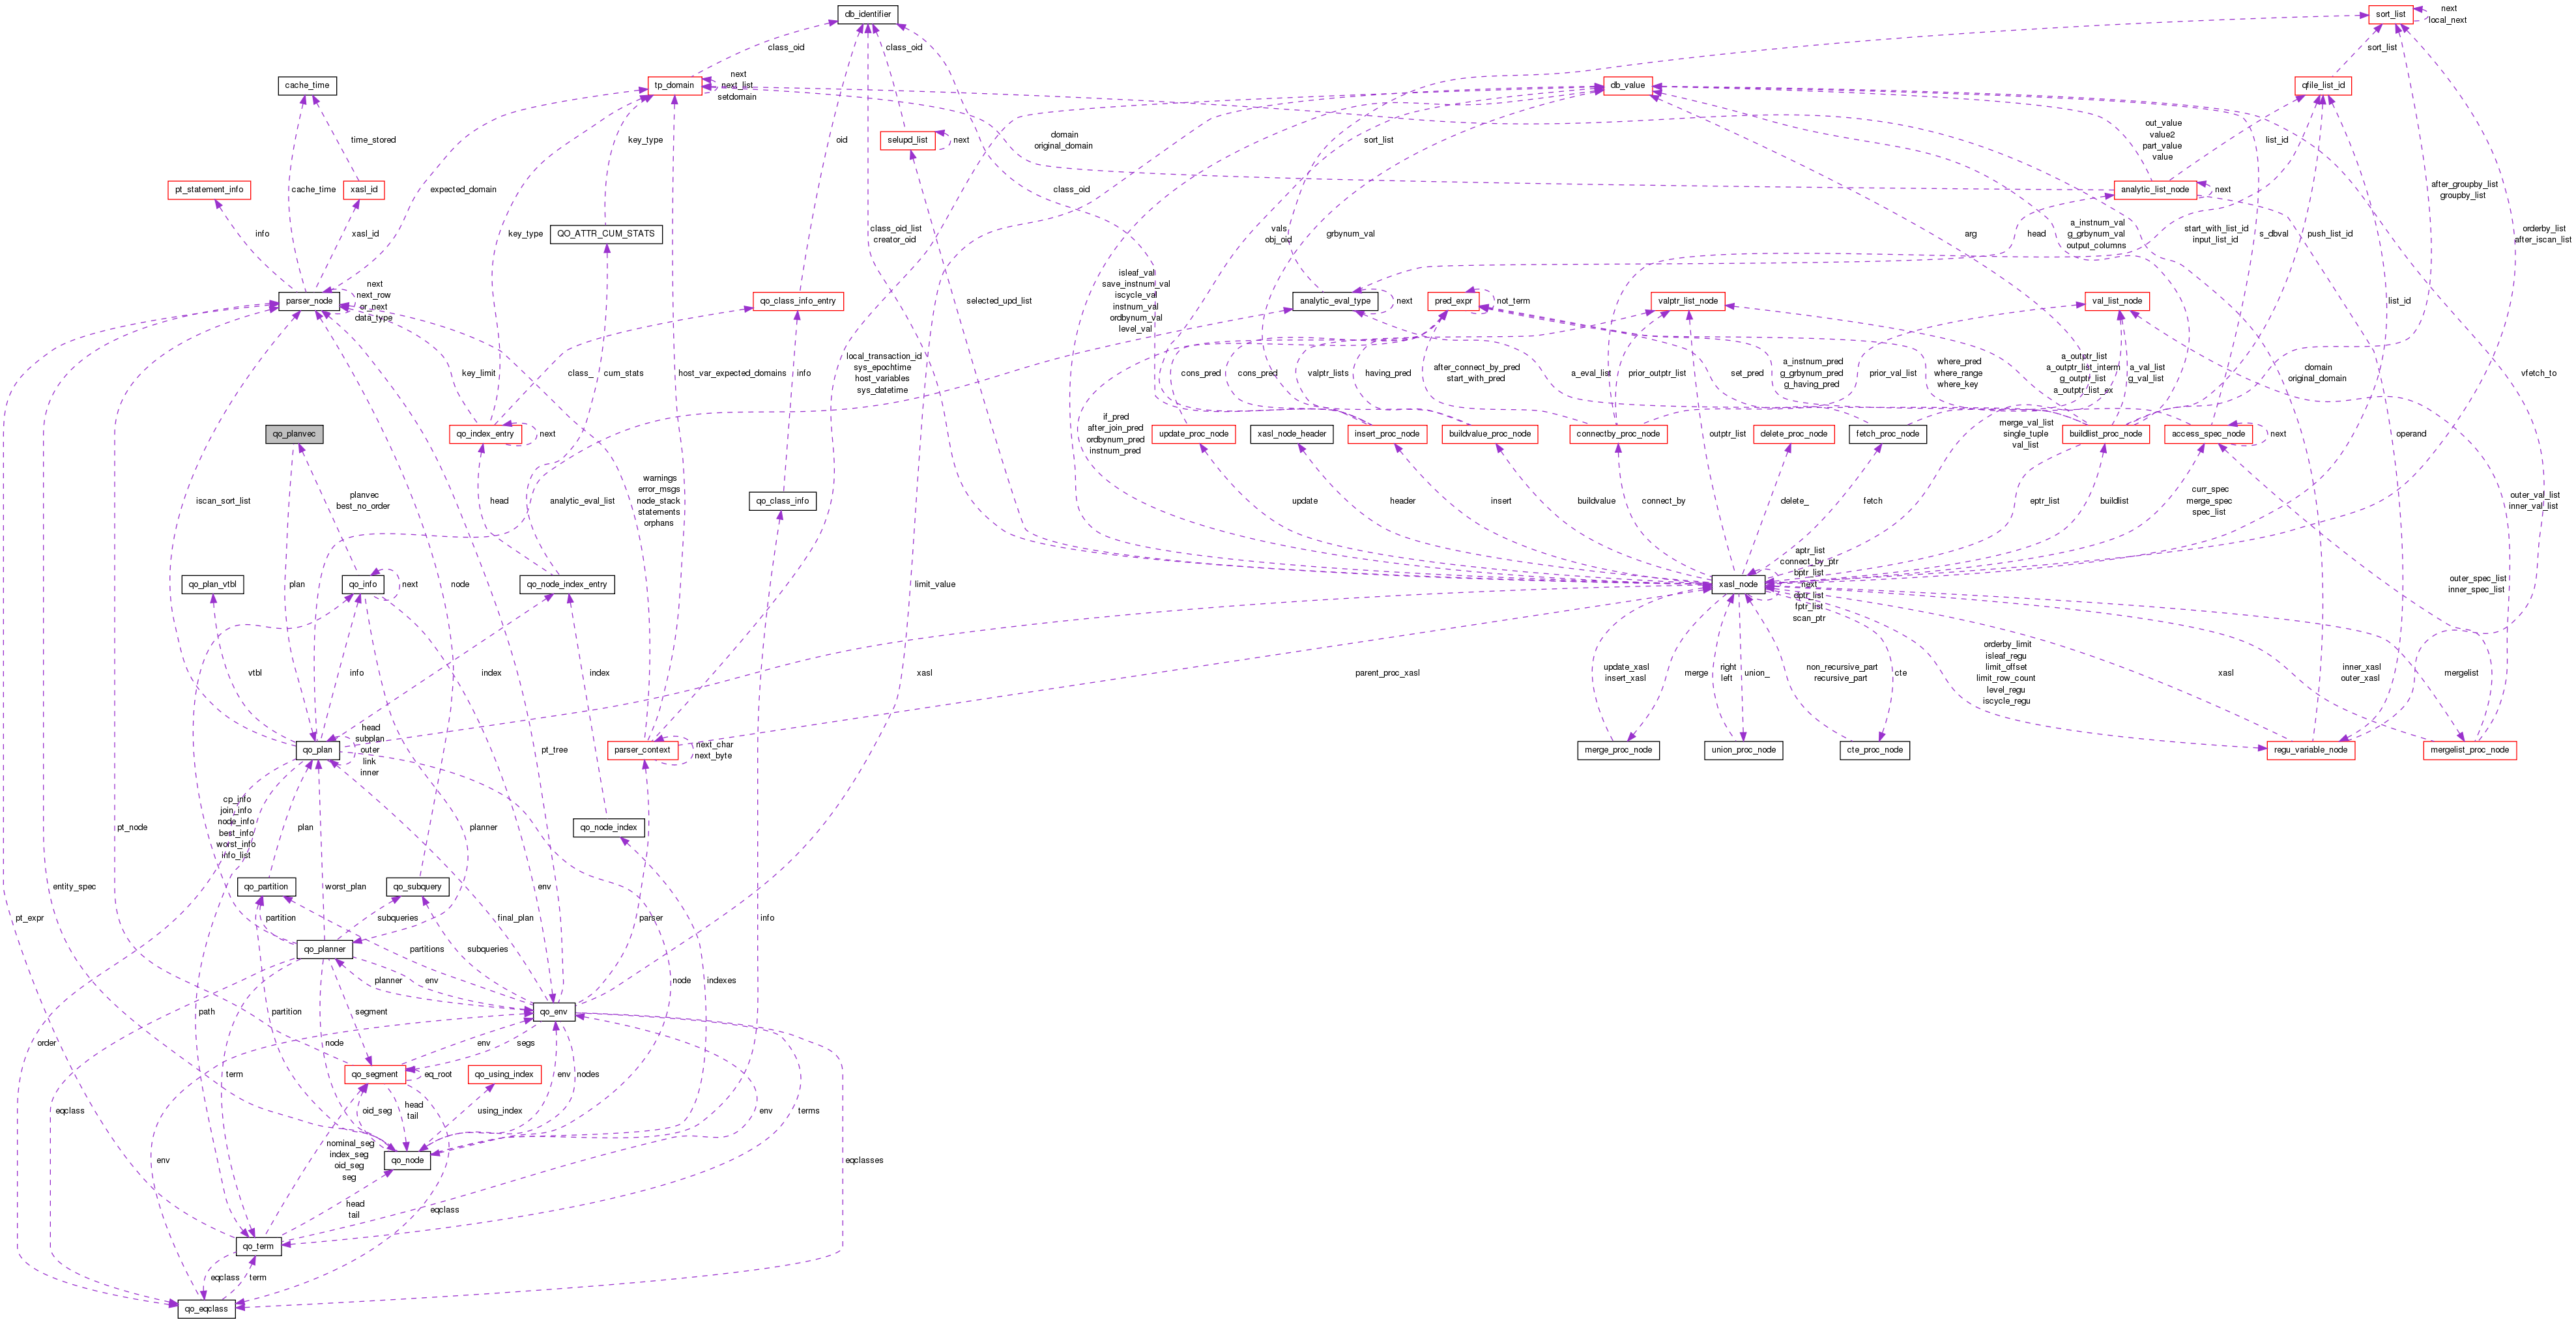 db_identifier
sort_list
next
local_next
class_oid
class_oid
sort_list
cache_time
tp_domain
next
next_list
setdomain
db_value
qfile_list_id
time_stored
key_type
oid
selupd_list
next
domain
original_domain
sort_list
out_value
value2
part_value
value
list_id
pt_statement_info
xasl_id
cache_time
expected_domain
class_oid
analytic_list_node
next
after_groupby_list
groupby_list
info
xasl_id
key_type
QO_ATTR_CUM_STATS
class_oid_list
creator_oid
vals
obj_oid
grbynum_val
arg
head
a_instnum_val
g_grbynum_val
output_columns
start_with_list_id
input_list_id
s_dbval
push_list_id
orderby_list
after_iscan_list
parser_node
next
next_row
or_next
data_type
qo_class_info_entry
isleaf_val
save_instnum_val
iscycle_val
instnum_val
ordbynum_val
level_val
selected_upd_list
analytic_eval_type
next
pred_expr
not_term
valptr_list_node
val_list_node
list_id
key_limit
class_
cum_stats
info
local_transaction_id
sys_epochtime
host_variables
sys_datetime
host_var_expected_domains
cons_pred
cons_pred
valptr_lists
having_pred
after_connect_by_pred
start_with_pred
a_eval_list
prior_outptr_list
set_pred
a_instnum_pred
g_grbynum_pred
g_having_pred
prior_val_list
where_pred
where_range
where_key
a_outptr_list
a_outptr_list_interm
g_outptr_list
a_outptr_list_ex
a_val_list
g_val_list
domain
original_domain
vfetch_to
qo_planvec
qo_index_entry
next
if_pred
after_join_pred
ordbynum_pred
instnum_pred
update_proc_node
xasl_node_header
insert_proc_node
buildvalue_proc_node
connectby_proc_node
outptr_list
delete_proc_node
fetch_proc_node
merge_val_list
single_tuple
val_list
buildlist_proc_node
access_spec_node
next
operand
iscan_sort_list
planvec
best_no_order
head
analytic_eval_list
warnings
error_msgs
node_stack
statements
orphans
qo_class_info
update
header
insert
buildvalue
connect_by
delete_
fetch
eptr_list
buildlist
curr_spec
merge_spec
spec_list
outer_val_list
inner_val_list
plan
qo_plan_vtbl
qo_info
next
node
qo_node_index_entry
limit_value
xasl_node
aptr_list
connect_by_ptr
bptr_list
next
dptr_list
fptr_list
scan_ptr
outer_spec_list
inner_spec_list
vtbl
info
index
index
xasl
parent_proc_xasl
update_xasl
insert_xasl
merge
right
left
union_
non_recursive_part
recursive_part
cte
orderby_limit
isleaf_regu
limit_offset
limit_row_count
level_regu
iscycle_regu
xasl
inner_xasl
outer_xasl
mergelist
qo_plan
head
subplan
outer
link
inner
pt_tree
parser_context
next_char
next_byte
merge_proc_node
union_proc_node
cte_proc_node
regu_variable_node
mergelist_proc_node
pt_node
cp_info
join_info
node_info
best_info
worst_info
info_list
plan
planner
qo_node_index
entity_spec
qo_partition
worst_plan
qo_subquery
env
pt_expr
partition
subqueries
final_plan
parser
info
qo_planner
partitions
subqueries
planner
env
node
indexes
order
path
partition
segment
qo_env
node
env
segs
term
qo_segment
eq_root
qo_using_index
env
nodes
eqclass
oid_seg
head
tail
using_index
env
terms
nominal_seg
index_seg
oid_seg
seg
qo_node
env
eqclasses
head
tail
eqclass
qo_term
eqclass
term
qo_eqclass